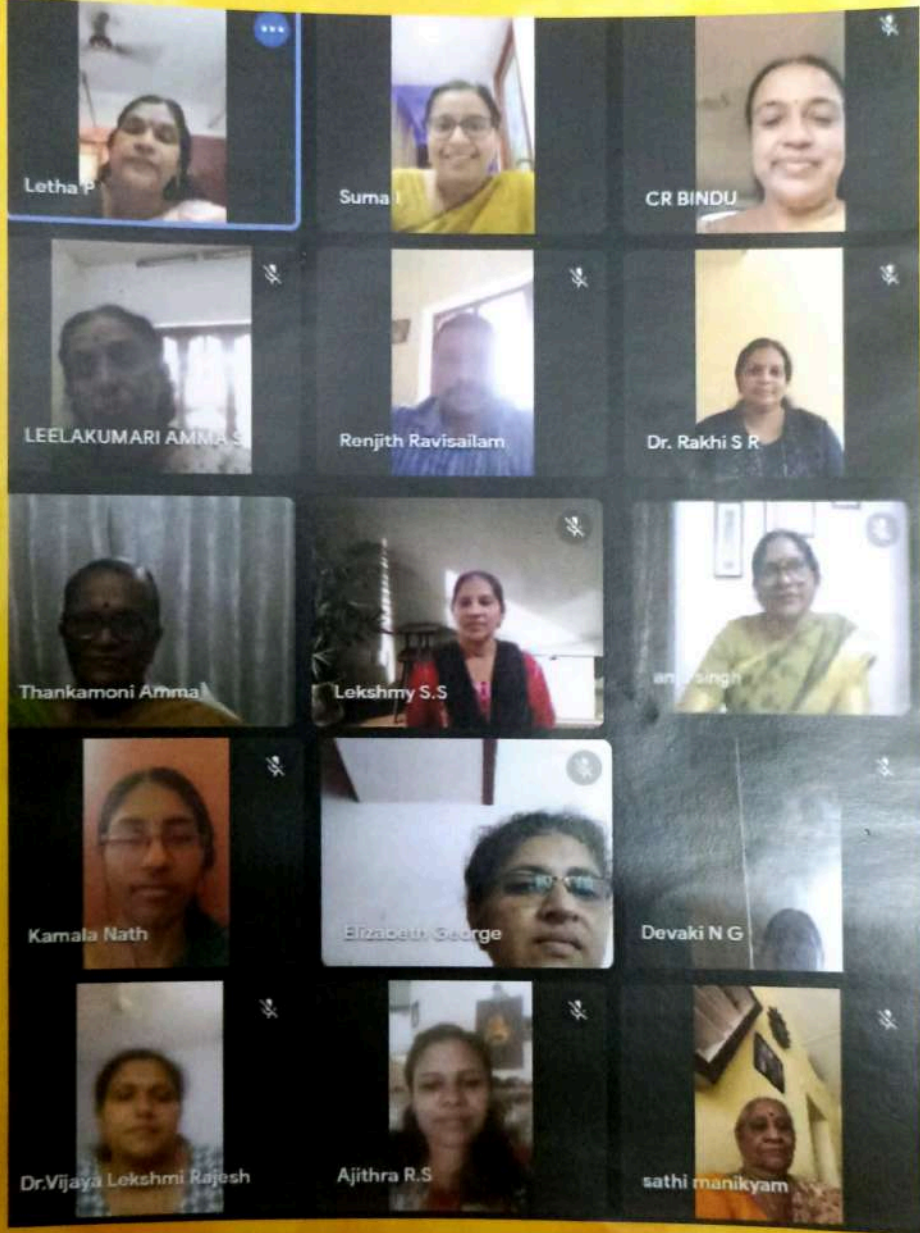 Letha P
Suma I
CR BINDU
LEELAKUMARI AMMA S
Renjith Ravisailam
Dr. Rakhi S R
Thankamoni Amma
Lekshmy S.S
singh
Kamala Nath
Elizabeth George
Devaki N G
Dr.Vijaya Lekshmi Rajesh
Ajithra R.S
sathi manikyam